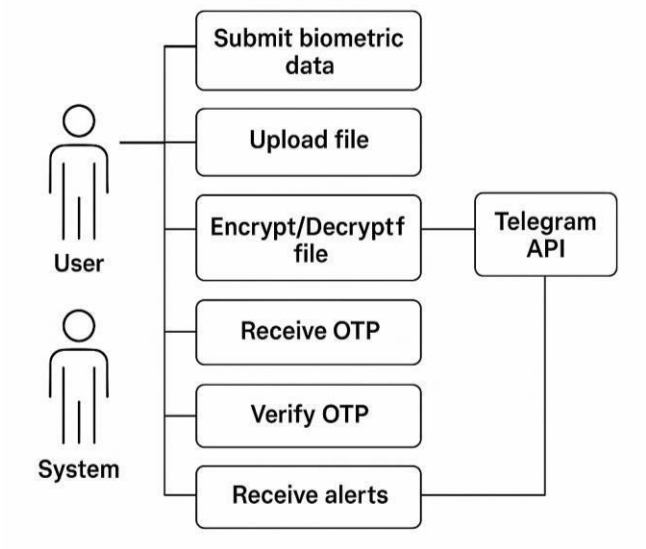 Submit biometric
data
Upload file
User
Encrypt/Decryptf
file
Telegram
API
Receive OTP
System
Verify OTP
Receive alerts